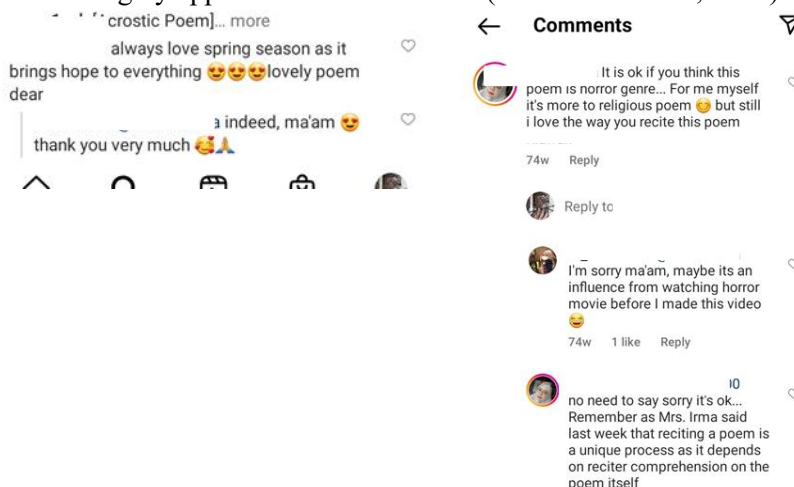 crostic Poem]... more
always love spring season as it
brings hope to everything 😍😍😍lovely poem
dear
a indeed, ma'am 😍
thank you very much 🥰🙏
Comments
It is ok if you think this
poem is horror genre... For me myself
it's more to religious poem 😊 but still
i love the way you recite this poem
74w Reply
Reply to
I'm sorry ma'am, maybe its an
influence from watching horror
movie before I made this video
😂
74w 1 like Reply
no need to say sorry it's ok...
Remember as Mrs. Irma said
last week that reciting a poem is
a unique process as it depends
on reciter comprehension on the
poem itself